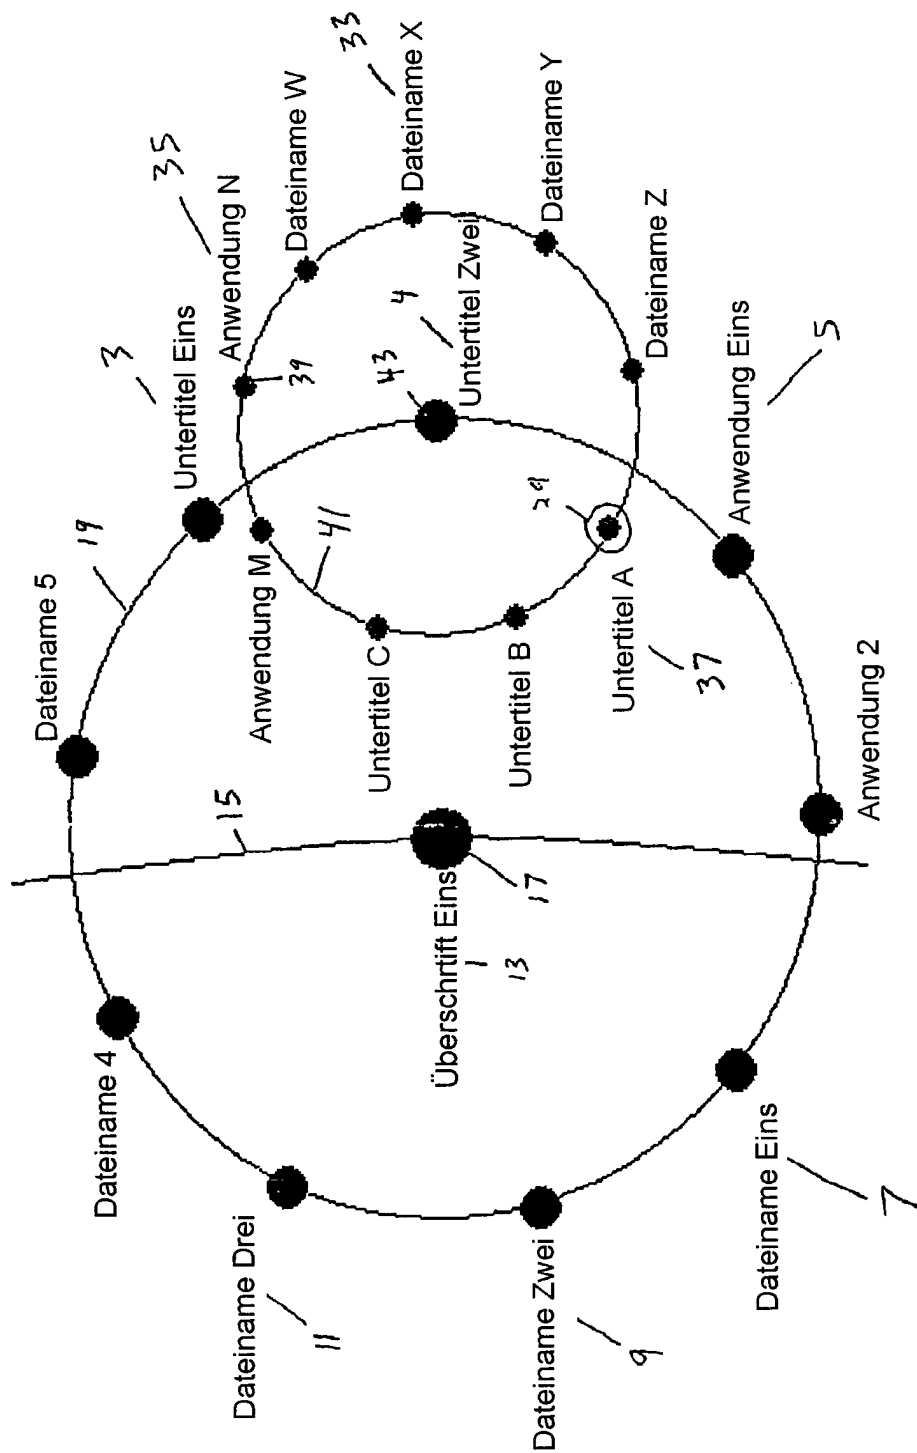 Dateiname 5
19
Untertitel Eins
3
Anwendung N
35
Dateiname W
Dateiname X
33
Dateiname Y
Dateiname Z
39
43
4
Untertitel Zwei
Anwendung M
41
Untertitel C
Untertitel B
Untertitel A
29
37
Dateiname 4
15
Überschrtift Eins
1
13
17
Anwendung Eins
5
Anwendung 2
Dateiname Drei
11
Dateiname Zwei
9
Dateiname Eins
7